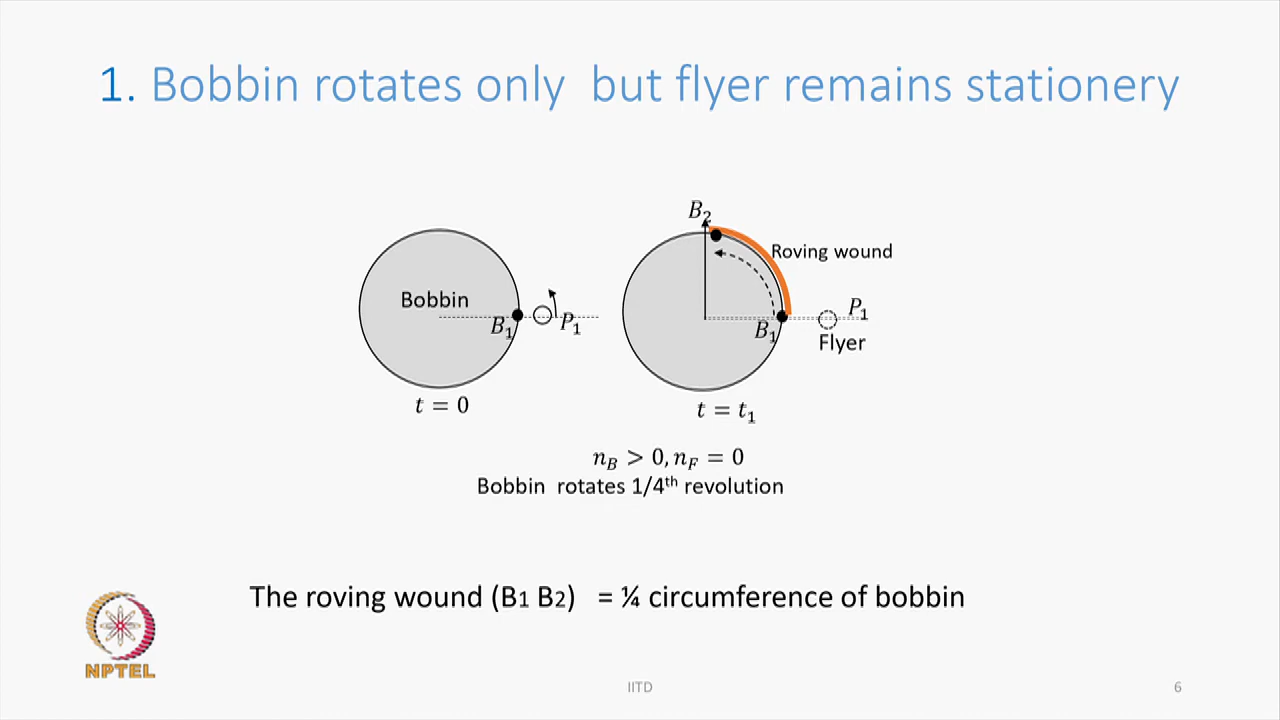 1. Bobbin rotates only but flyer remains stationery
B₂
Roving wound
Bobbin
B₁
P₁
B₁
P₁
Flyer
t = 0
t = t₁
n_B > 0, n_F = 0
Bobbin rotates 1/4th revolution
The roving wound (B1 B2) = ¼ circumference of bobbin
NPTEL
IITD
6